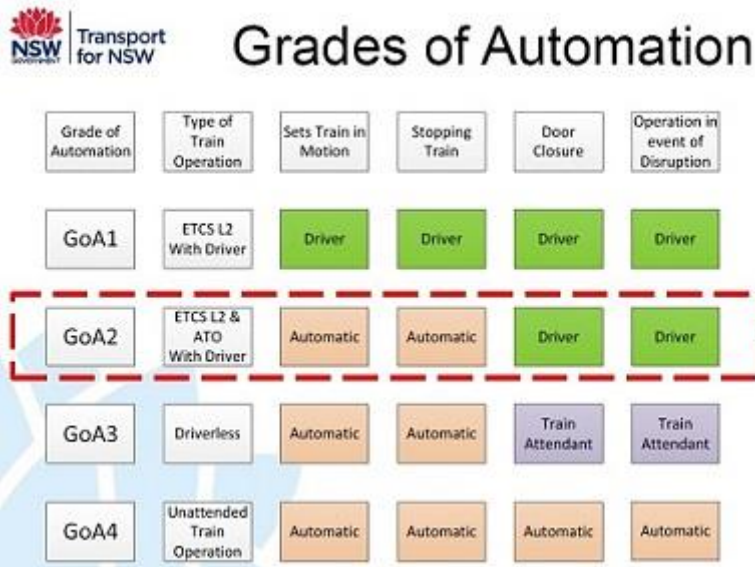 NSW
GOVERNMENT
Transport
for NSW
Grades of Automation
Grade of
Automation
Type of
Train
Operation
Sets Train in
Motion
Stopping
Train
Door
Closure
Operation in
event of
Disruption
GoA1
ETCS L2
With Driver
Driver
Driver
Driver
Driver
GoA2
ETCS L2 &
ATO
With Driver
Automatic
Automatic
Driver
Driver
GoA3
Driverless
Automatic
Automatic
Train
Attendant
Train
Attendant
GoA4
Unattended
Train
Operation
Automatic
Automatic
Automatic
Automatic